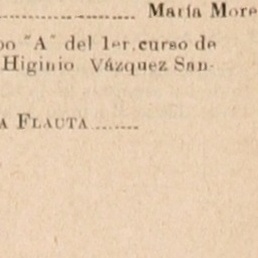 María More
po "A" del 1er. curso de
Higinio Vázquez San-
A FLAUTA